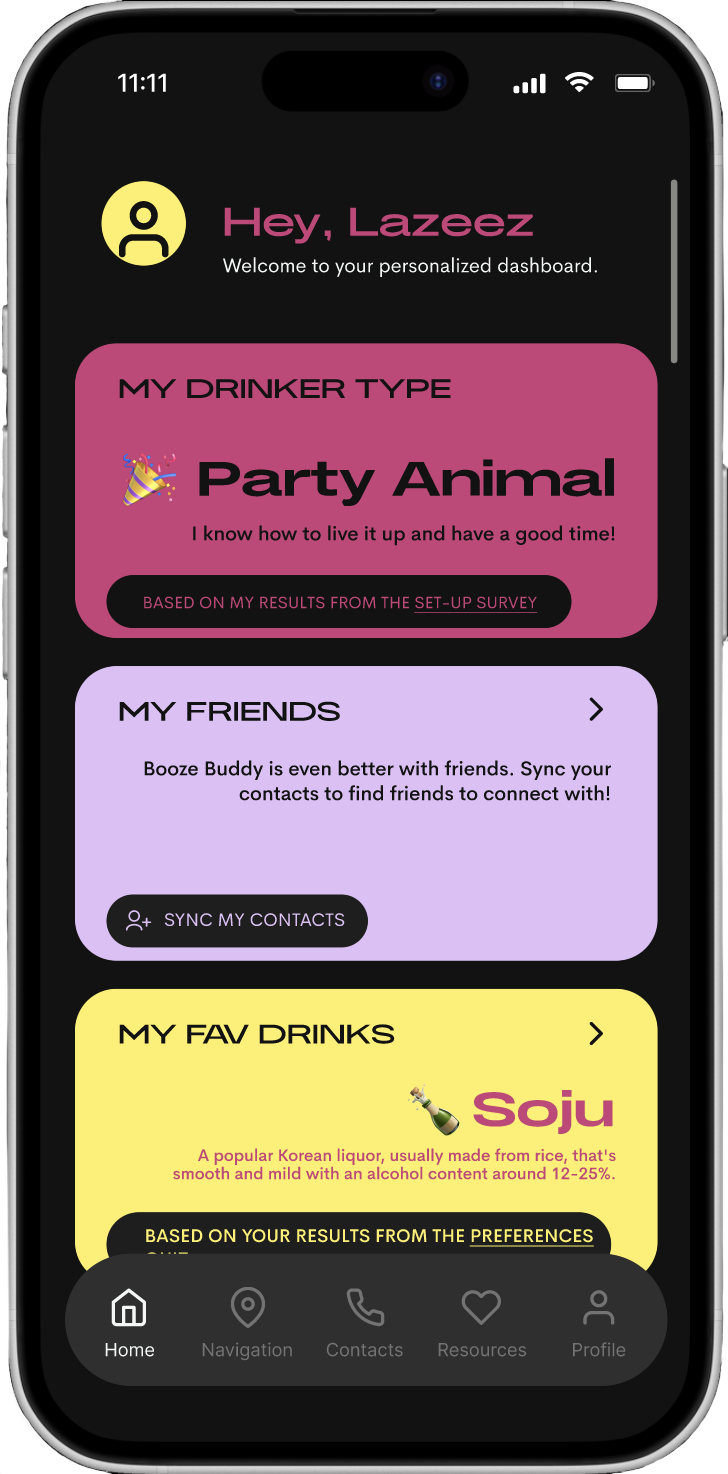 11:11
Hey, Lazeez
Welcome to your personalized dashboard.
MY DRINKER TYPE
Party Animal
I know how to live it up and have a good time!
BASED ON MY RESULTS FROM THE SET-UP SURVEY
MY FRIENDS
Booze Buddy is even better with friends. Sync your
contacts to find friends to connect with!
SYNC MY CONTACTS
MY FAV DRINKS
Soju
A popular Korean liquor, usually made from rice, that's
smooth and mild with an alcohol content around 12-25%.
BASED ON YOUR RESULTS FROM THE PREFERENCES
Home Navigation Contacts Resources Profile